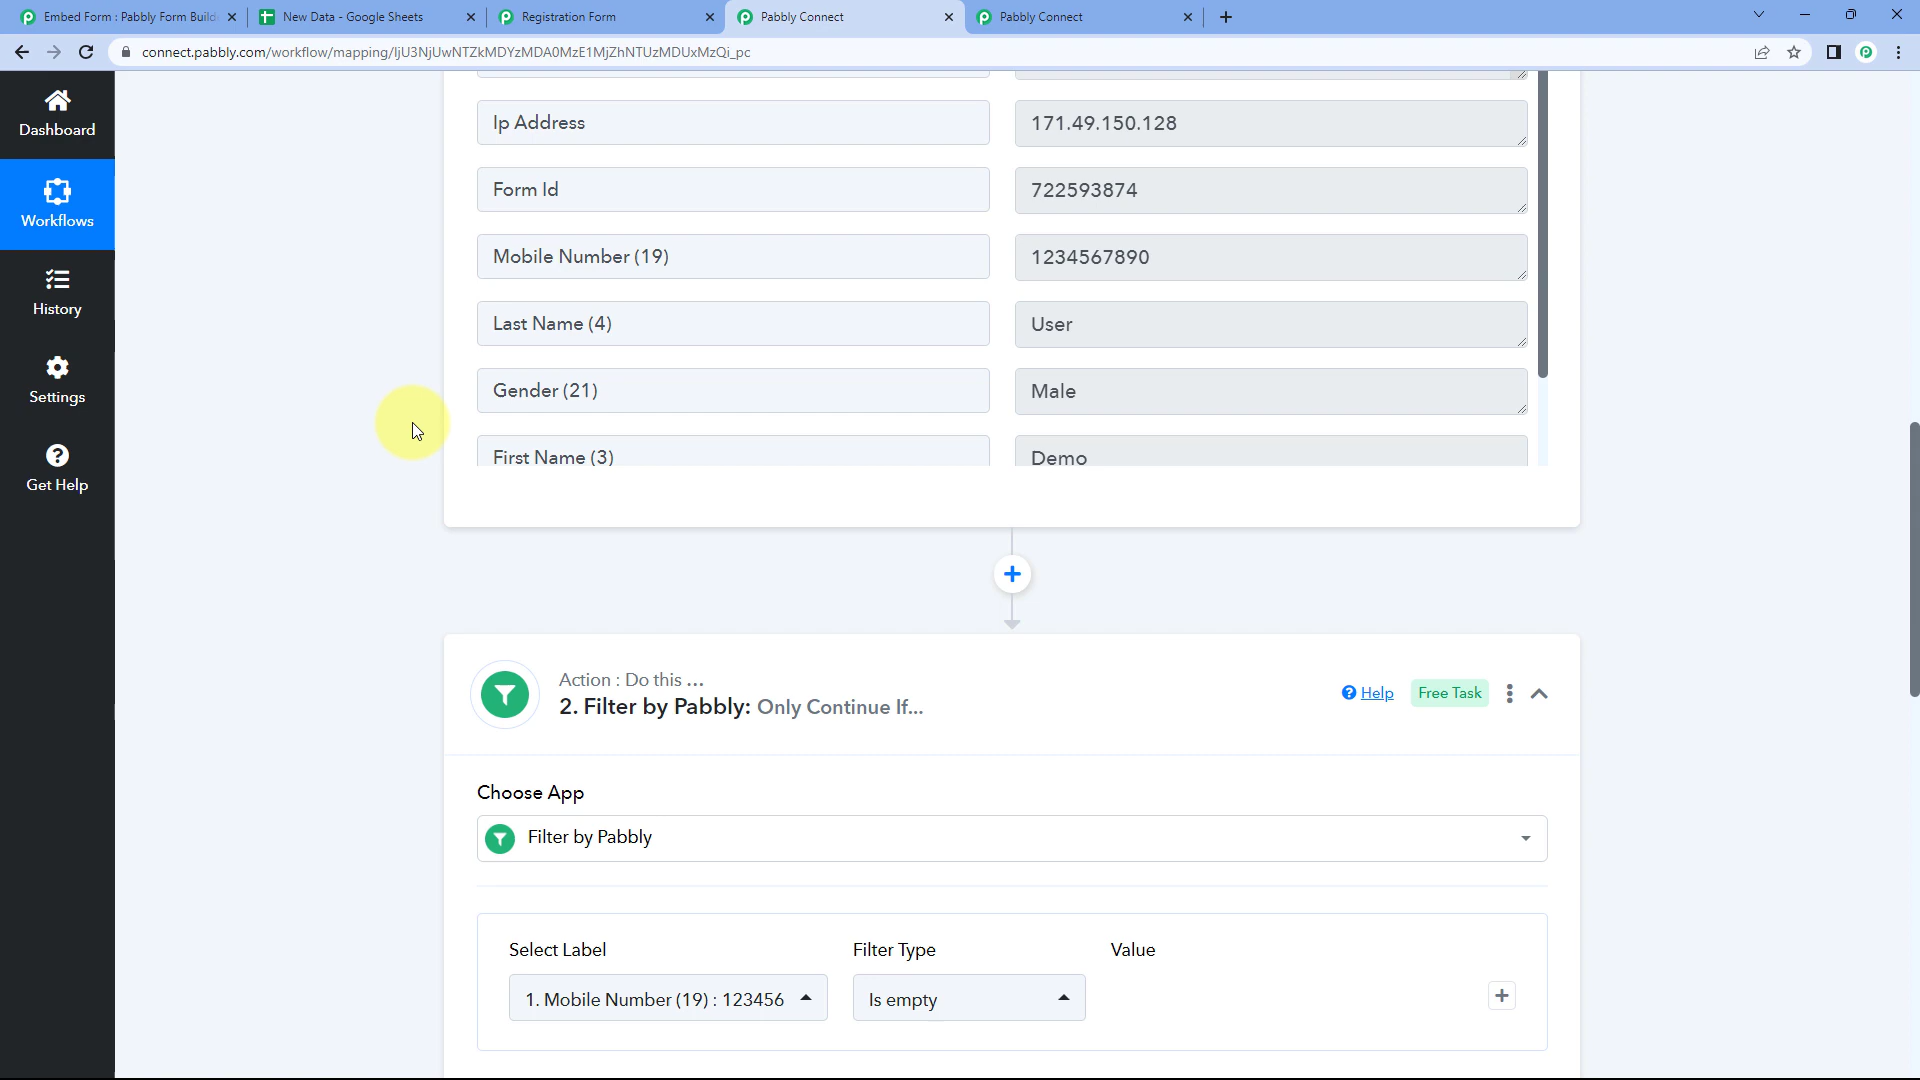 Embed Form : Pabbly Form Build
New Data - Google Sheets
Registration Form
Pabbly Connect
Pabbly Connect
connect.pabbly.com/workflow/mapping/IjU3NjUwNTZkMDYzMDA0MzE1MjZhNTUzMDUxMzQi_pc
Dashboard
Workflows
History
Settings
Get Help
Ip Address
171.49.150.128
Form Id
722593874
Mobile Number (19)
1234567890
Last Name (4)
User
Gender (21)
Male
First Name (3)
Demo
Action : Do this ...
2. Filter by Pabbly: Only Continue If...
Help
Free Task
Choose App
Filter by Pabbly
Select Label
Filter Type
Value
1. Mobile Number (19) : 123456
Is empty